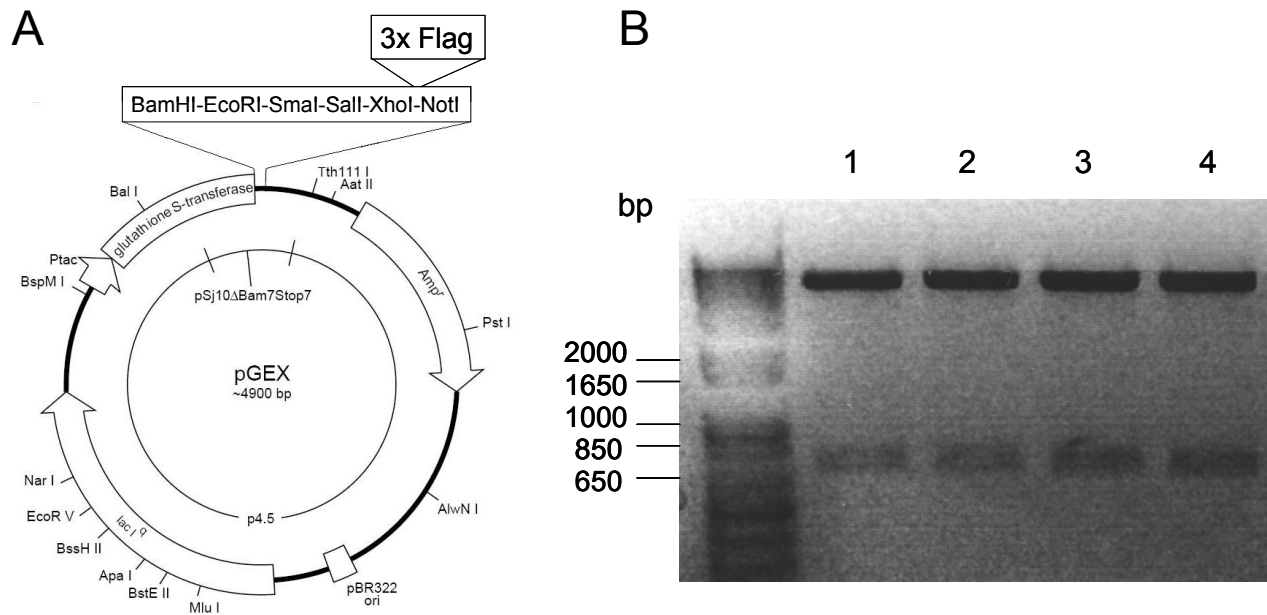 A
3x Flag
BamHI-EcoRI-SmaI-SalI-XhoI-NotI
Tth111 I
Aat II
Bal I
glutathione S-transferase
Ptac
BspM I
pSj10ΔBam7Stop7
Ampr
Pst I
pGEX
~4900 bp
Nar I
EcoR V
BssH II
Apa I
BstE II
Mlu I
lac Iq
p4.5
AlwN I
pBR322
ori
B
1 2 3 4
bp
2000
1650
1000
850
650